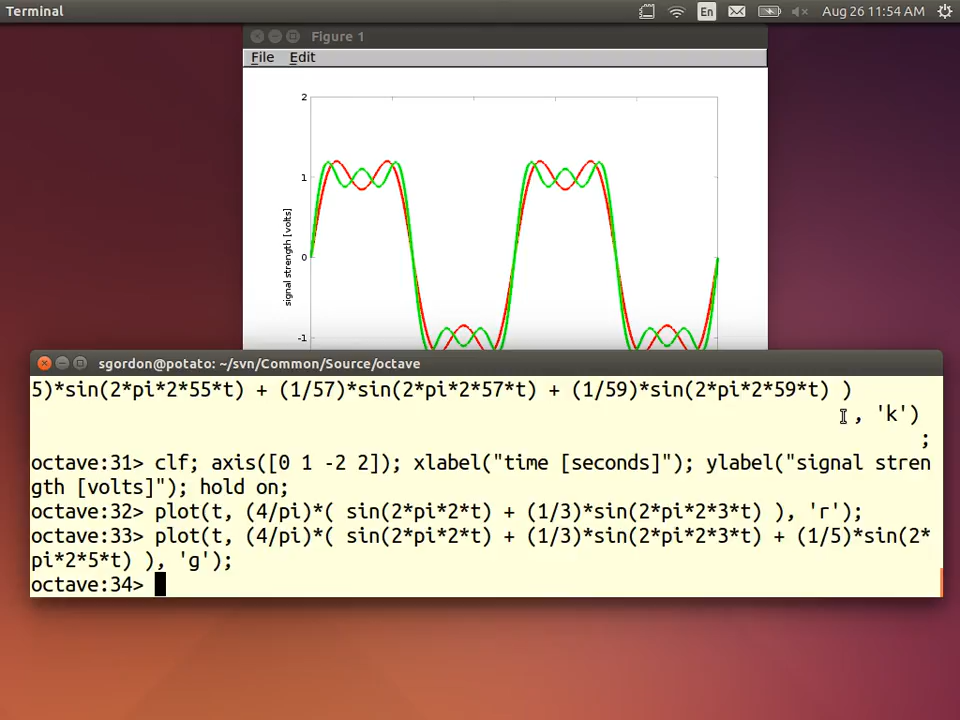 Terminal
En
Aug 26 11:54 AM
Figure 1
File Edit
2
1
0
-1
signal strength [volts]
sgordon@potato: ~/svn/Common/Source/octave
5)*sin(2*pi*2*55*t) + (1/57)*sin(2*pi*2*57*t) + (1/59)*sin(2*pi*2*59*t) )
, 'k')
;
octave:31> clf; axis([0 1 -2 2]); xlabel("time [seconds]"); ylabel("signal stren
gth [volts]"); hold on;
octave:32> plot(t, (4/pi)*( sin(2*pi*2*t) + (1/3)*sin(2*pi*2*3*t) ), 'r');
octave:33> plot(t, (4/pi)*( sin(2*pi*2*t) + (1/3)*sin(2*pi*2*3*t) + (1/5)*sin(2*
pi*2*5*t) ), 'g');
octave:34>